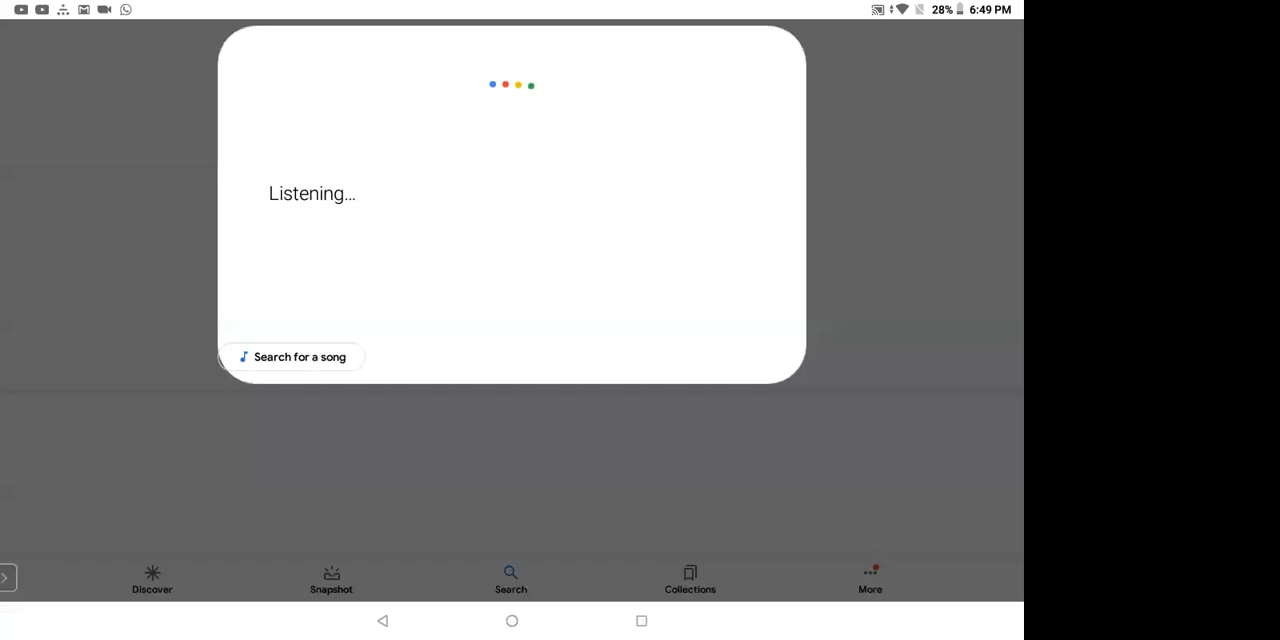 28% 6:49 PM
Listening...
Search for a song
Discover Snapshot Search Collections More